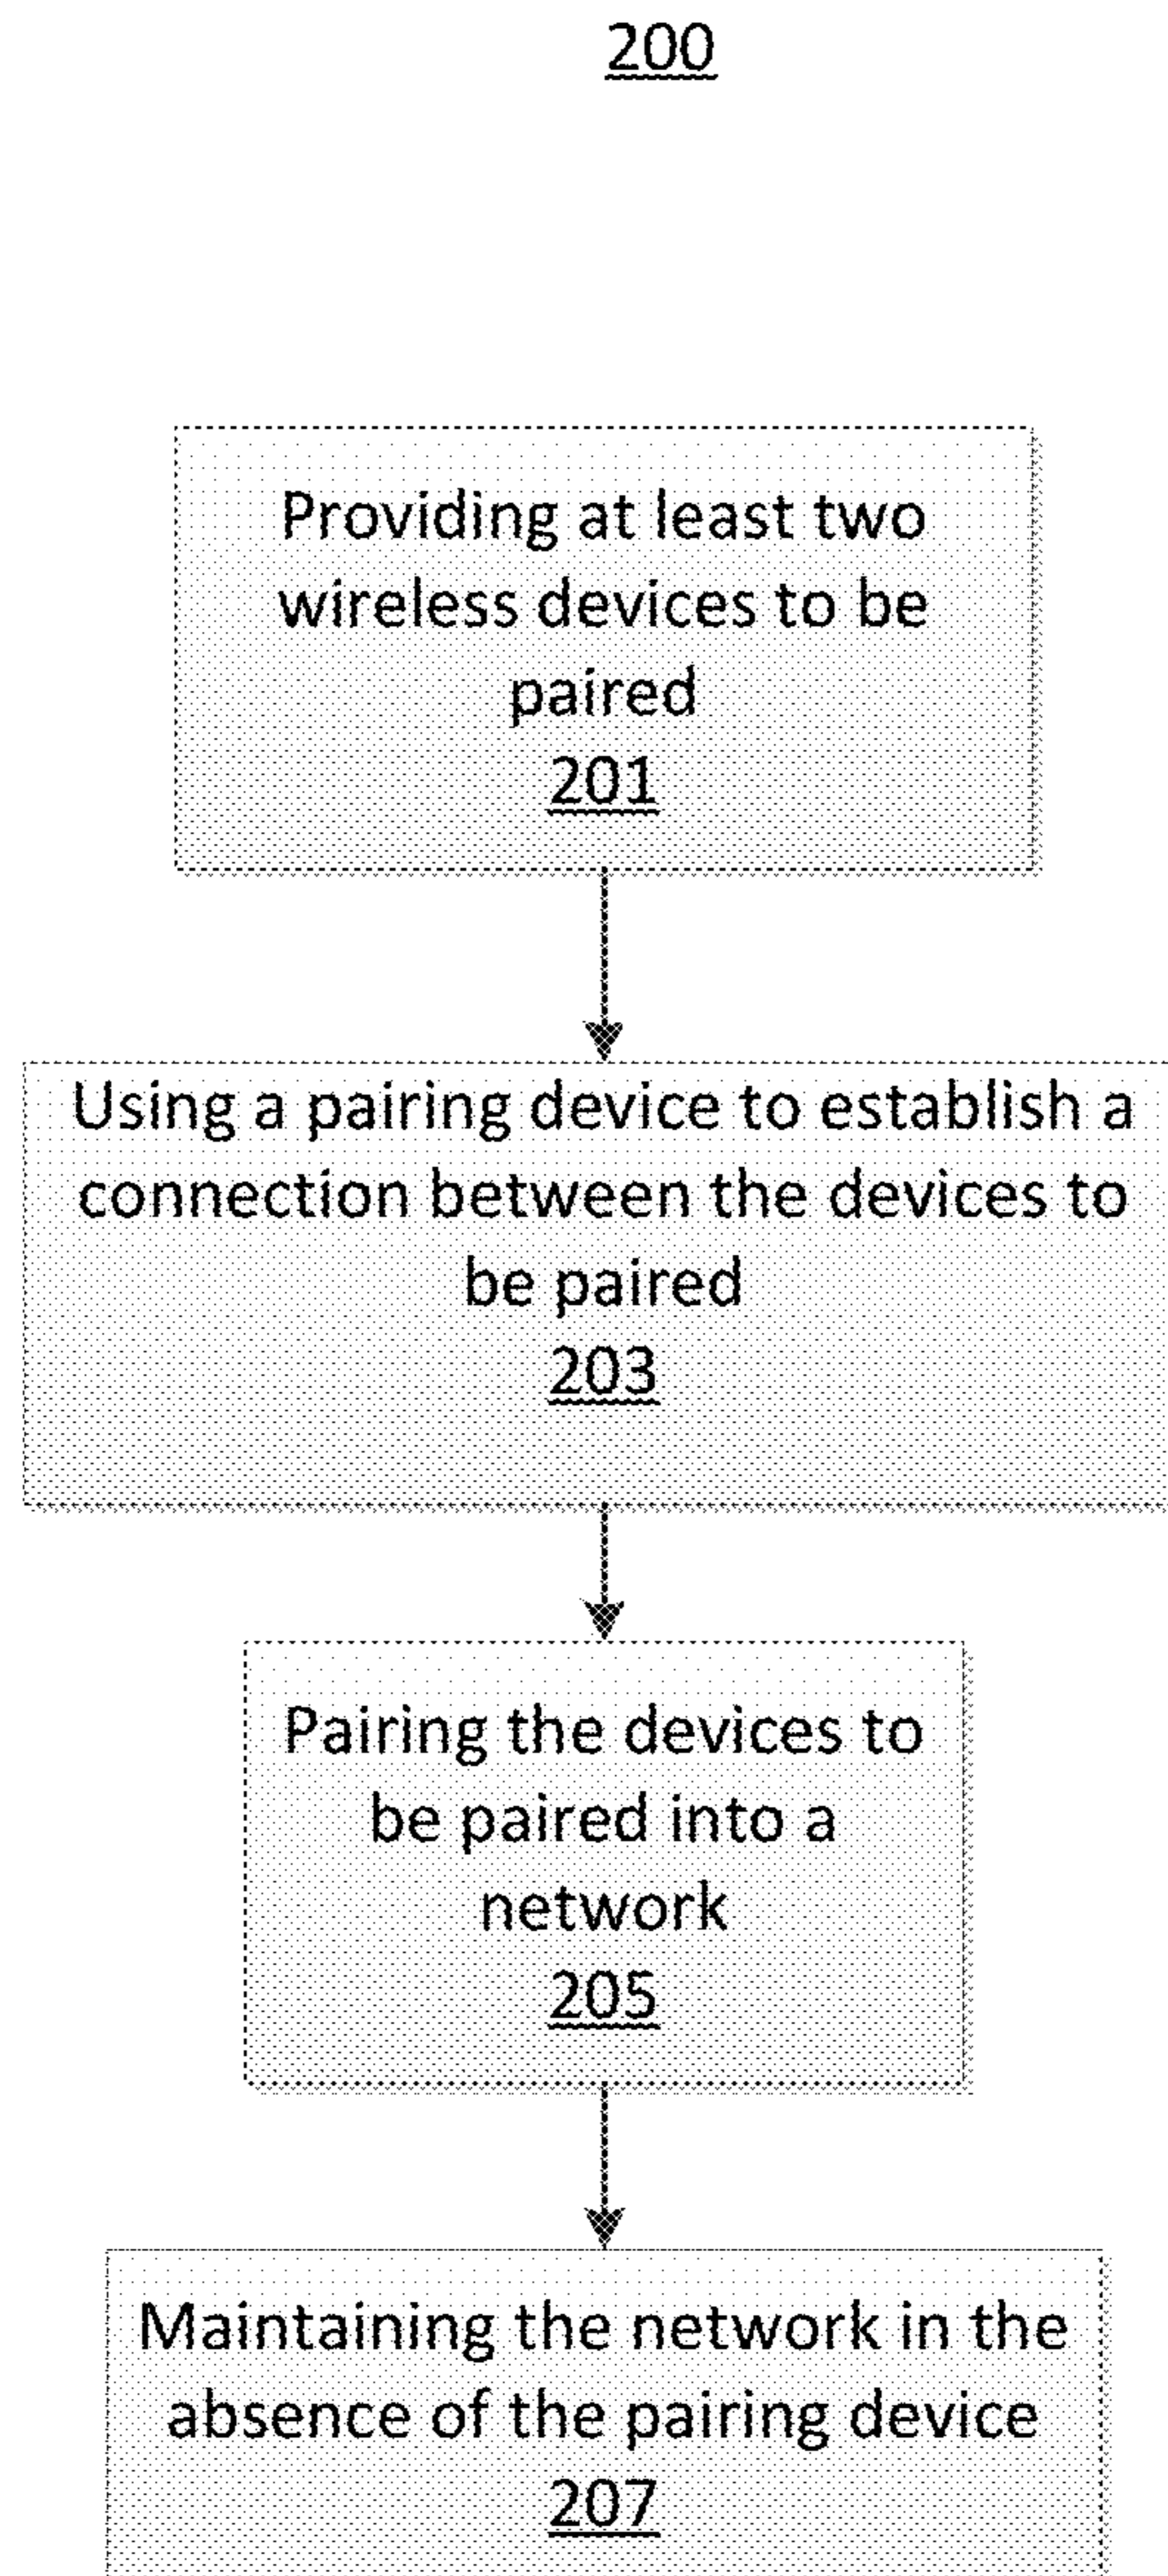 200
Providing at least two
wireless devices to be
paired
201
Using a pairing device to establish a
connection between the devices to
be paired
203
Pairing the devices to
be paired into a
network
205
Maintaining the network in the
absence of the pairing device
207